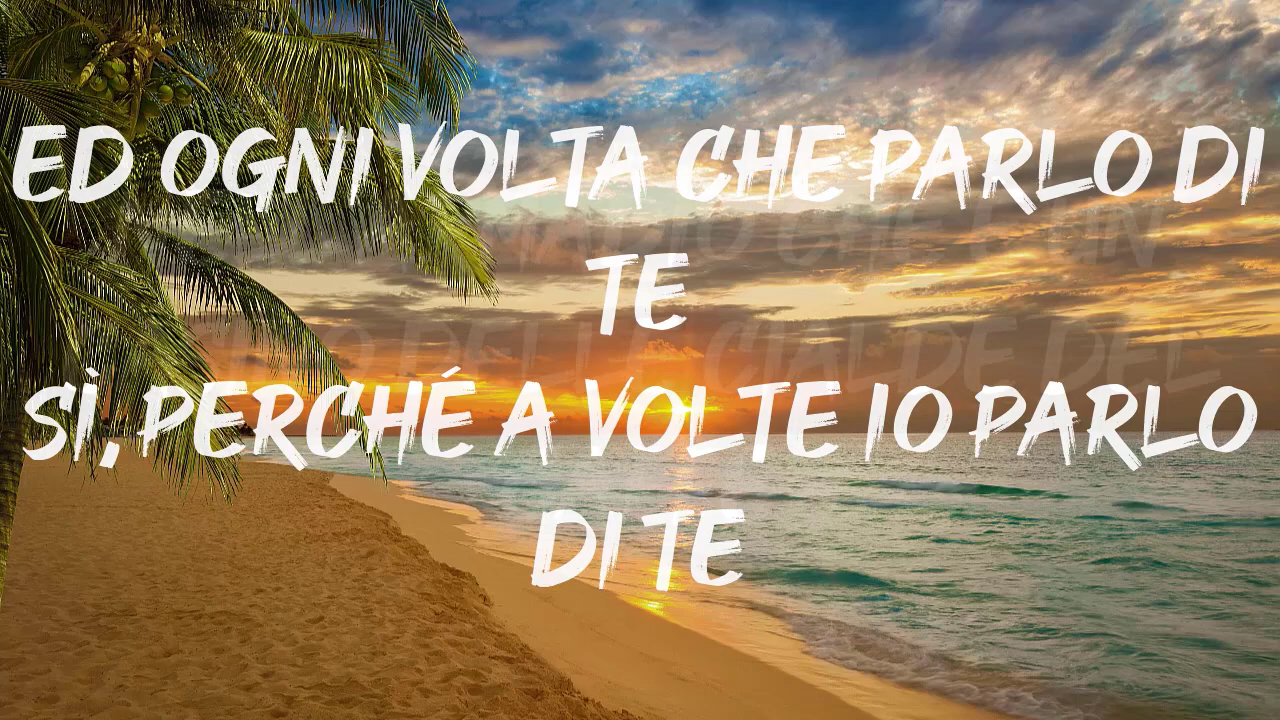 ED OGNI VOLTA CHE PARLO DI
TE
SÌ, PERCHÉ A VOLTE IO PARLO
DI TE